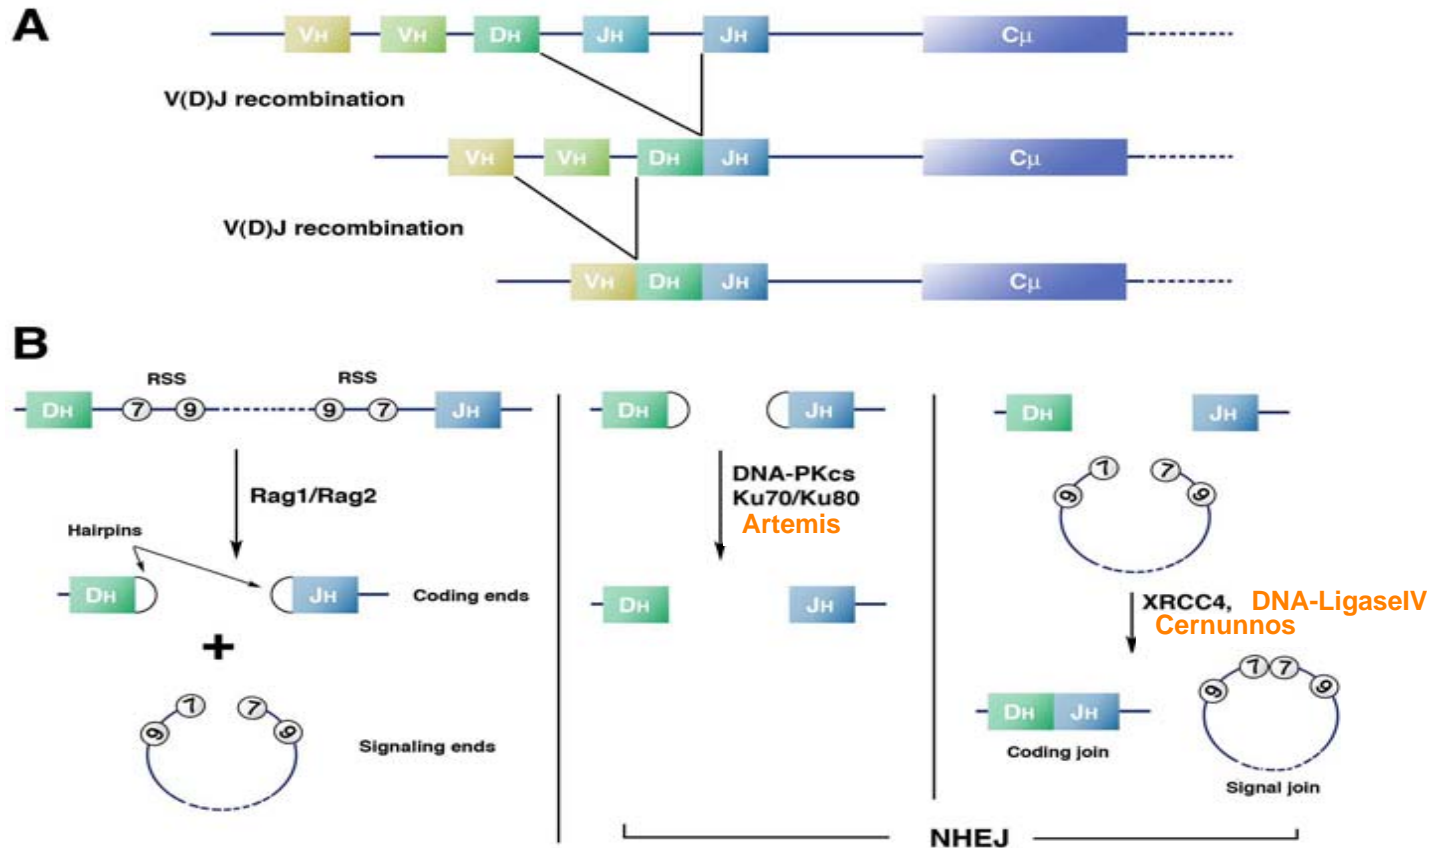 A
VH VH DH JH JH Cμ
V(D)J recombination
VH VH DH JH Cμ
V(D)J recombination
VH DH JH Cμ
B
RSS RSS
DH 7 9 9 7 JH
Rag1/Rag2
Hairpins
DH JH Coding ends
+
7 7
9 9
Signaling ends
DH JH
DNA-PKcs
Ku70/Ku80
Artemis
DH JH
DH JH
7 7
9 9
XRCC4, DNA-LigaseIV
Cernunnos
7 7
9 9
DH JH
Coding join
Signal join
NHEJ